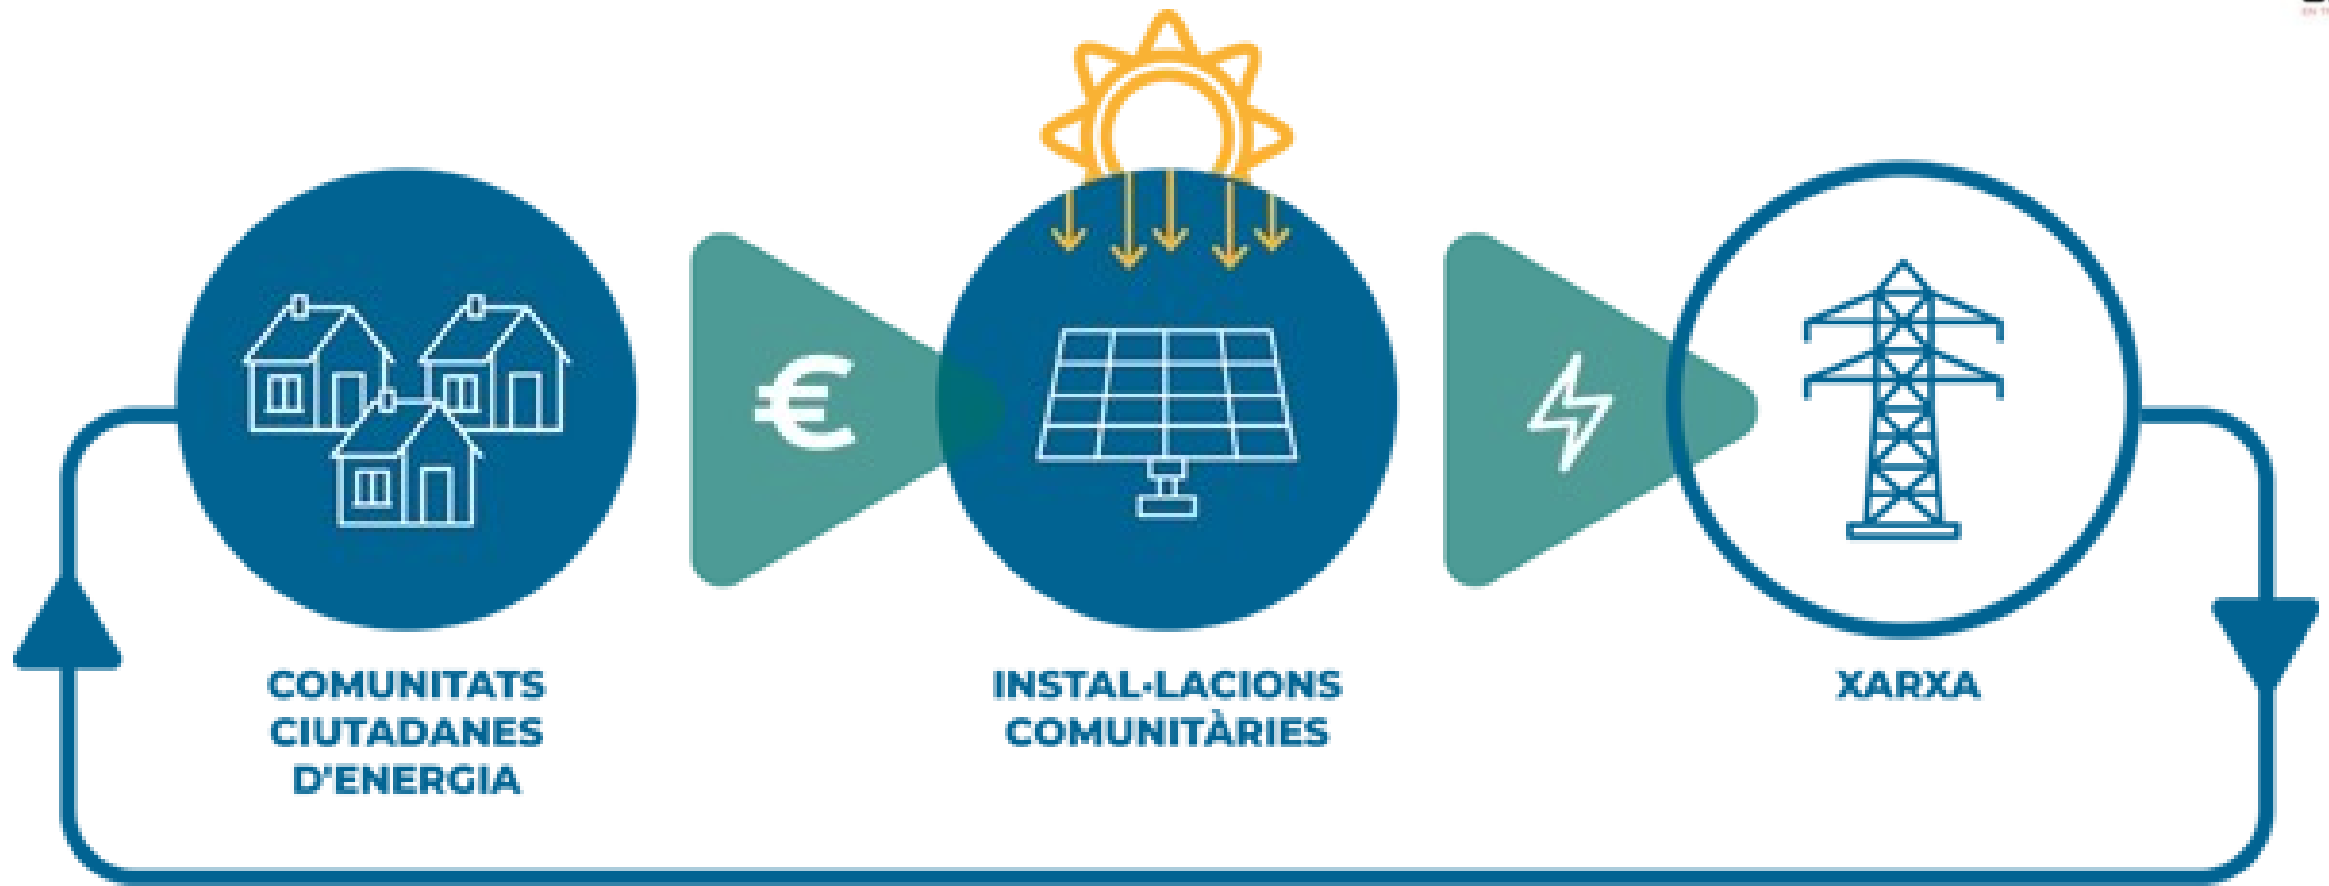 €
COMUNITATS
CIUTADANES
D'ENERGIA
INSTAL·LACIONS
COMUNITÀRIES
XARXA